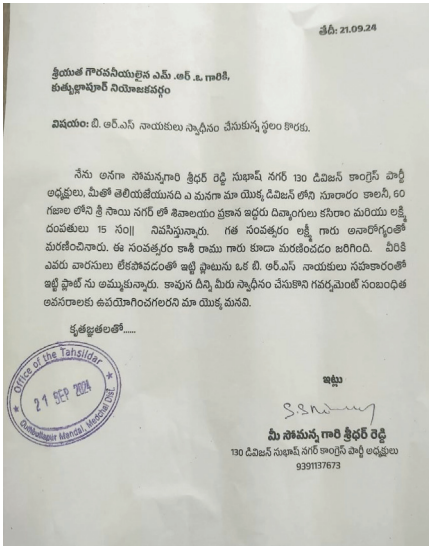 తేదీ: 21.09.24
శ్రీయుత గౌరవనీయులైన ఎమ్ .ఆర్ .ఒ గారికి,
కుత్బుల్లాపూర్ నియోజకవర్గం
విషయం: బి. ఆర్.ఎస్ నాయకులు స్వాధీనం చేసుకున్న స్థలం కొరకు.
నేను అనగా సోమన్నగారి శ్రీధర్ రెడ్డి సుభాష్ నగర్ 130 డివిజన్ కాంగ్రెస్ పార్టీ
అధ్యక్షులు, మీతో తెలియజేయునది ఎ మనగా మా యొక్క డివిజన్ లోని సూరారం కాలనీ, 60
గజాల లోని శ్రీ సాయి నగర్ లో శివాలయం ప్రకాన ఇద్దరు దివ్యాంగులు కసిరాం మరియు లక్ష్మి
దంపతులు 15 సం|| నివసిస్తున్నారు. గత సంవత్సరం లక్ష్మీ గారు అనారోగ్యంతో
మరణించినారు. ఈ సంవత్సరం కాశీ రాము గారు కూడా మరణించడం జరిగింది. వీరికి
ఎవరు వారసులు లేకపోవడంతో ఇట్టి ప్లాటును ఒక బి. ఆర్.ఎస్ నాయకులు సహకారంతో
ఇట్టి ప్లాట్ ను అమ్ముకున్నారు. కావున దీన్ని మీరు స్వాధీనం చేసుకొని గవర్నమెంట్ సంబంధిత
అవసరాలకు ఉపయోగించగలరని మా యొక్క మనవి.
కృతజ్ఞతలతో......
Office of the Tahsildar
21 SEP 2024
Quthbullapur Mandal, Medchal Dist.
ఇట్లు
మీ సోమన్న గారి శ్రీధర్ రెడ్డి
130 డివిజన్ సుభాష్ నగర్ కాంగ్రెస్ పార్టీ అధ్యక్షులు
9391137673